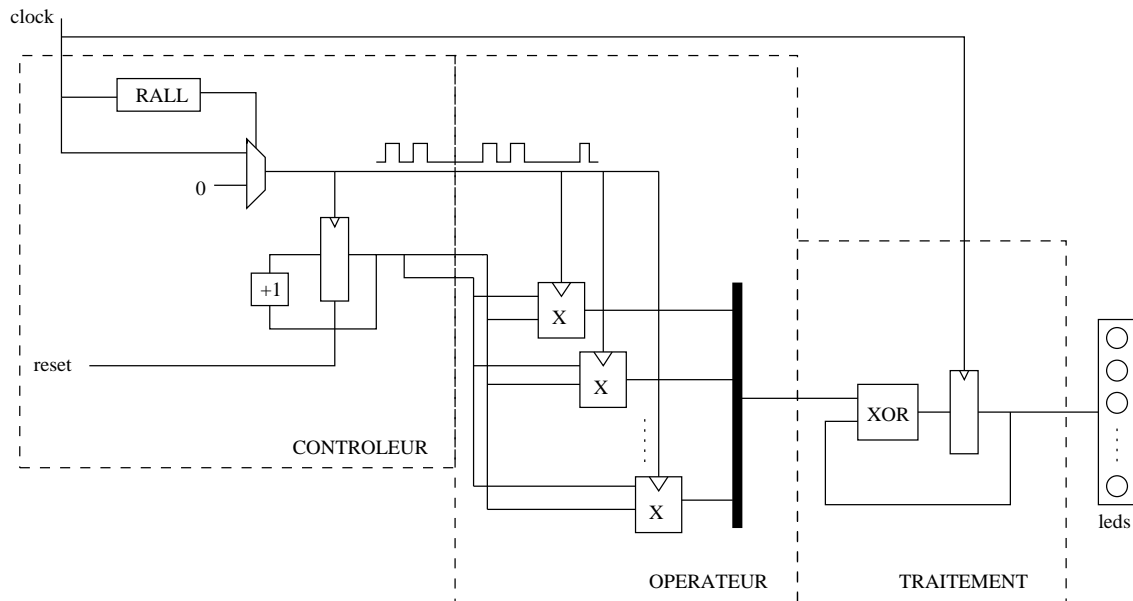 clock
RALL
0
+1
reset
CONTROLEUR
X
X
X
OPERATEUR
XOR
TRAITEMENT
leds